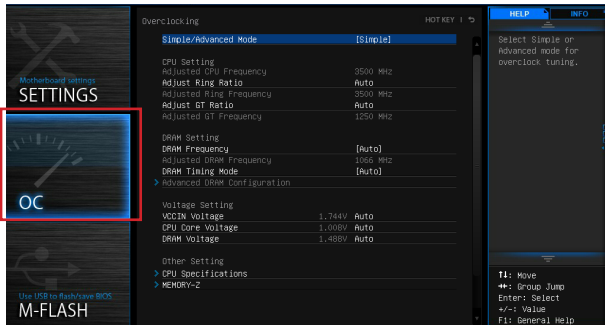 Overclocking
HOT KEY
HELP
INFO
Simple/Advanced Mode [Simple]
CPU Setting
Adjusted CPU Frequency 3500 MHz
Adjust Ring Ratio Auto
Adjusted Ring Frequency 3500 MHz
Adjust GT Ratio Auto
Adjusted GT Frequency 1250 MHz
DRAM Setting
DRAM Frequency [Auto]
Adjusted DRAM Frequency 1066 MHz
DRAM Timing Mode [Auto]
> Advanced DRAM Configuration
Voltage Setting
VCCIN Voltage 1.744V Auto
CPU Core Voltage 1.008V Auto
DRAM Voltage 1.488V Auto
Other Setting
> CPU Specifications
> MEMORY-Z
Motherboard settings
SETTINGS
OC
Use USB to flash/save BIOS
M-FLASH
Select Simple or
Advanced mode for
overclock tuning.
↑↓: Move
→←: Group Jump
Enter: Select
+/-: Value
F1: General Help